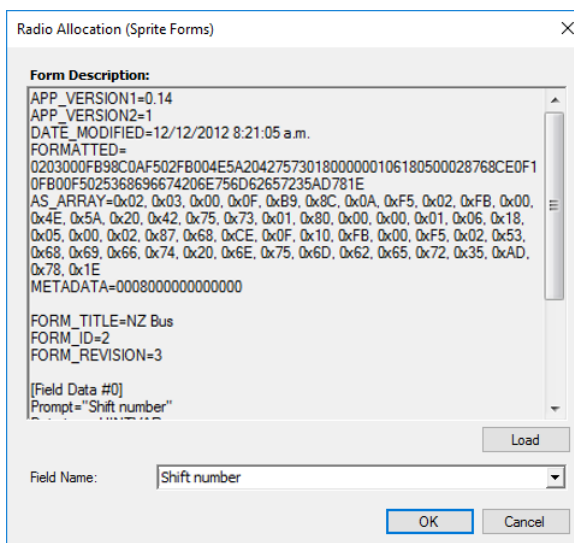 Radio Allocation (Sprite Forms)
Form Description:
APP_VERSION1=0.14
APP_VERSION2=1
DATE_MODIFIED=12/12/2012 8:21:05 a.m.
FORMATTED=
0203000FB98C0AF502FB004E5A20427573018000000106180500028768CE0F1
0FB00F5025368696674206E756D62657235AD781E
AS_ARRAY=0x02, 0x03, 0x00, 0x0F, 0xB9, 0x8C, 0x0A, 0xF5, 0x02, 0xFB, 0x00,
0x4E, 0x5A, 0x20, 0x42, 0x75, 0x73, 0x01, 0x80, 0x00, 0x00, 0x01, 0x06, 0x18,
0x05, 0x00, 0x02, 0x87, 0x68, 0xCE, 0x0F, 0x10, 0xFB, 0x00, 0xF5, 0x02, 0x53,
0x68, 0x69, 0x66, 0x74, 0x20, 0x6E, 0x75, 0x6D, 0x62, 0x65, 0x72, 0x35, 0xAD,
0x78, 0x1E
METADATA=0008000000000000
FORM_TITLE=NZ Bus
FORM_ID=2
FORM_REVISION=3
[Field Data #0]
Prompt="Shift number"
Load
Field Name: Shift number
OK Cancel